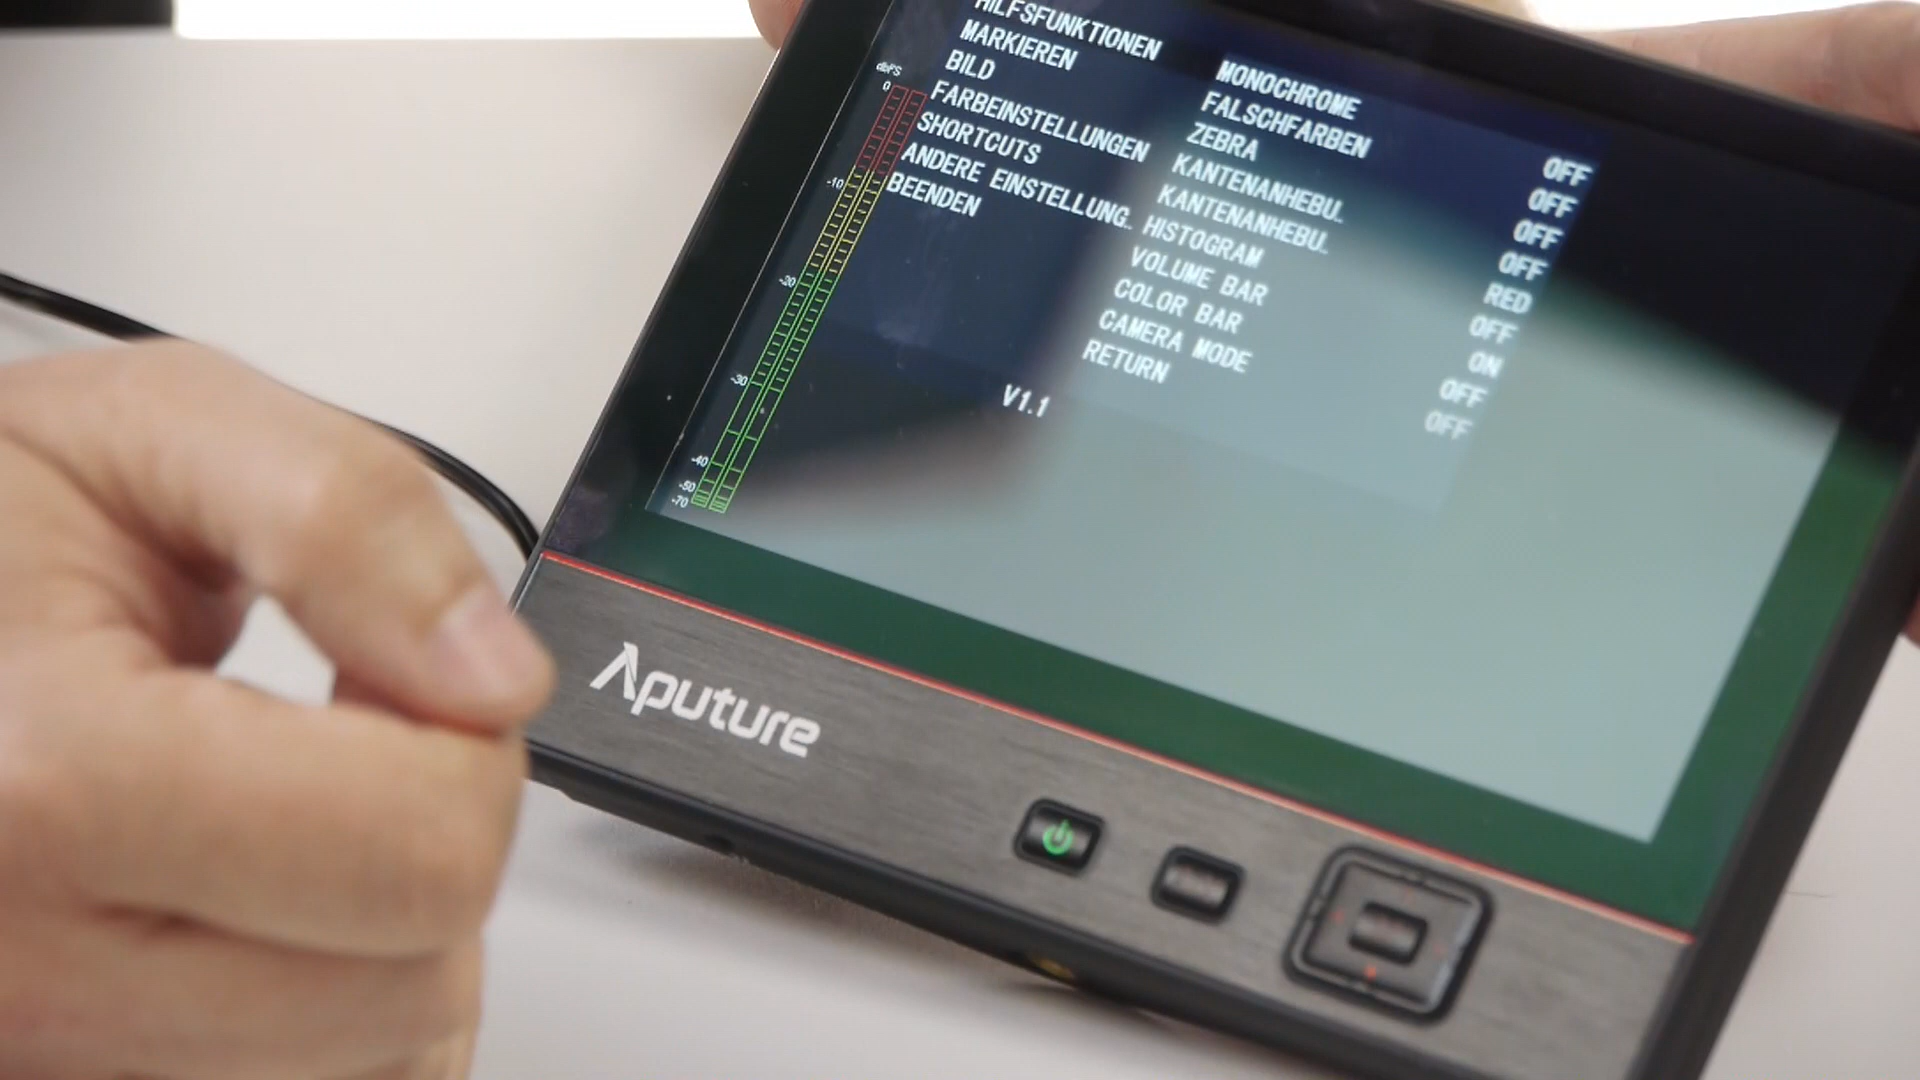 HILFSFUNKTIONEN
MARKIEREN
BILD
FARBEINSTELLUNGEN
SHORTCUTS
ANDERE EINSTELLUNG..
BEENDEN
MONOCHROME OFF
FALSCHFARBEN OFF
ZEBRA OFF
KANTENANHEBU. OFF
KANTENANHEBU. RED
HISTOGRAM OFF
VOLUME BAR ON
COLOR BAR OFF
CAMERA MODE OFF
RETURN
V1.1
dbFS
0
-10
-20
-30
-40
-50
-70
Aputure